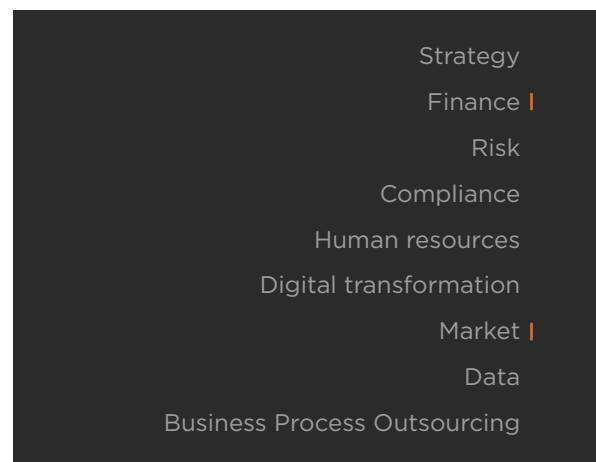 Strategy
Finance
Risk
Compliance
Human resources
Digital transformation
Market
Data
Business Process Outsourcing